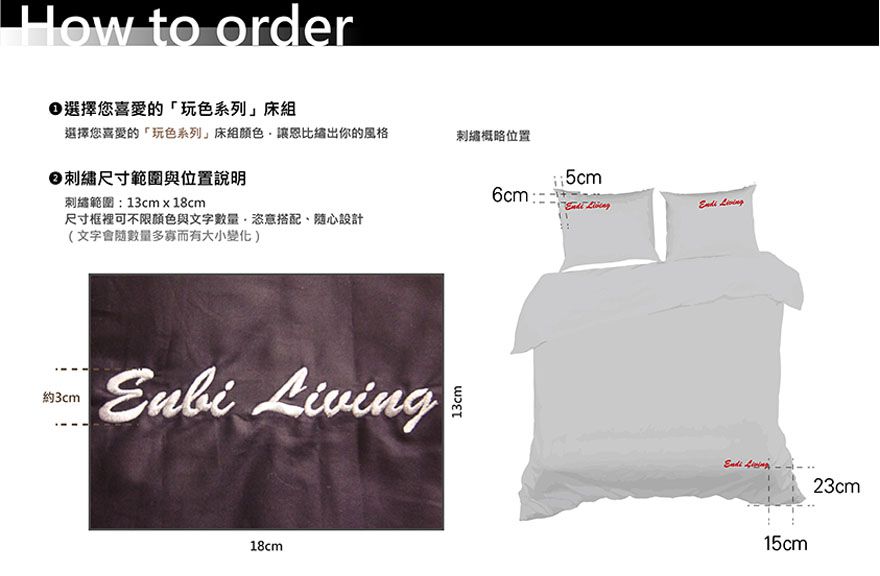 How to order
❶選擇您喜愛的「玩色系列」床組
選擇您喜愛的「玩色系列」床組顏色，讓恩比繡出你的風格
❷刺繡尺寸範圍與位置說明
刺繡範圍：13cm x 18cm
尺寸框裡可不限顏色與文字數量，恣意搭配、隨心設計
(文字會隨數量多寡而有大小變化)
約3cm
Enbi Living
13cm
18cm
刺繡概略位置
5cm
6cm
Endi Living
Endi Living
Endi Living
23cm
15cm